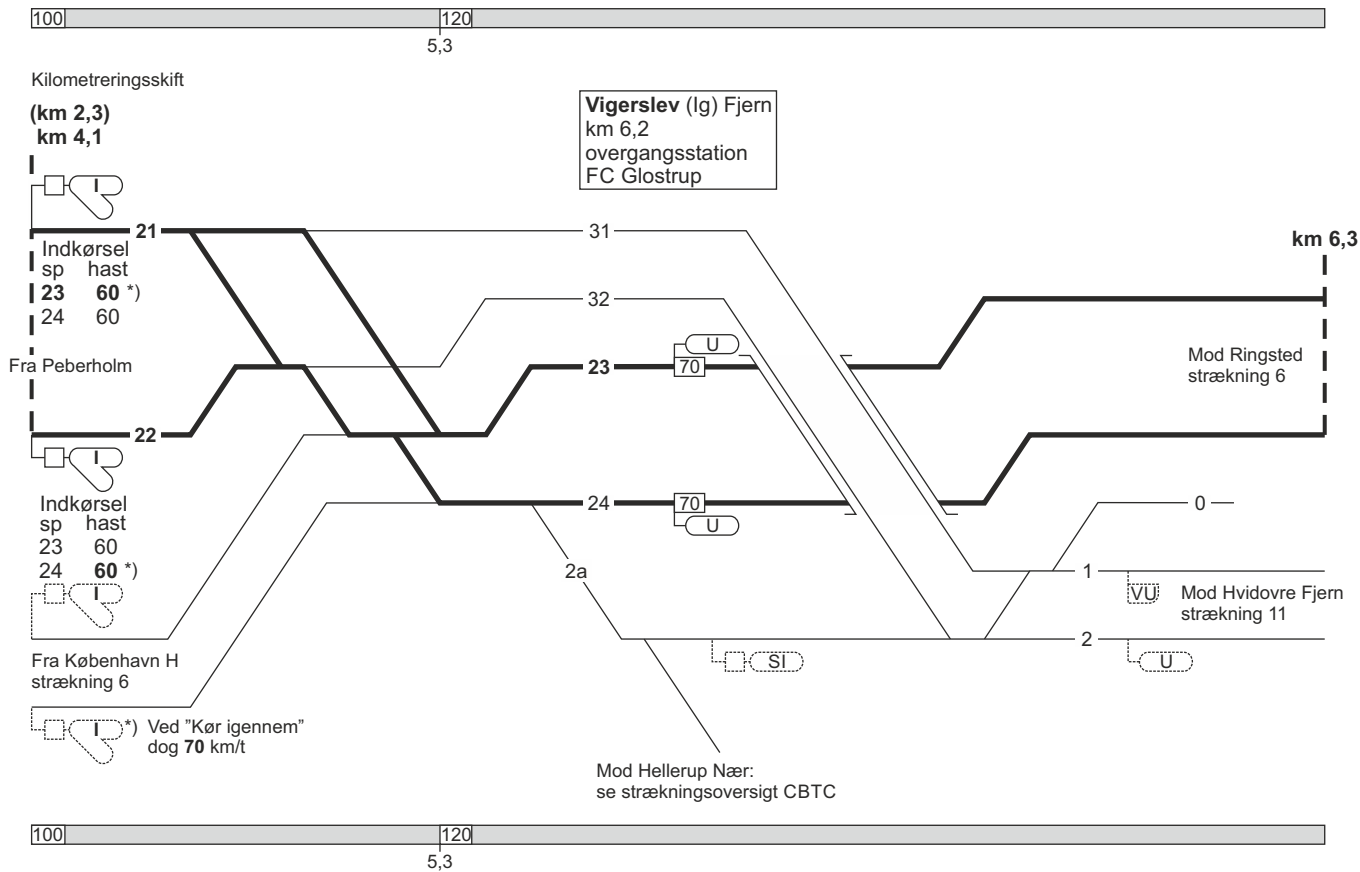 100
120
5,3
Kilometreringsskift
(km 2,3)
km 4,1
Vigerslev (Ig) Fjern
km 6,2
overgangsstation
FC Glostrup
I
21
31
km 6,3
Indkørsel
sp hast
23 60 *)
24 60
32
U
Fra Peberholm
23
70
Mod Ringsted
strækning 6
22
I
Indkørsel
sp hast
23 60
24 60 *)
24
70
U
0
I
2a
1
VU
Mod Hvidovre Fjern
strækning 11
2
Fra København H
strækning 6
SI
U
I
*) Ved ”Kør igennem”
dog 70 km/t
Mod Hellerup Nær:
se strækningsoversigt CBTC
100
120
5,3